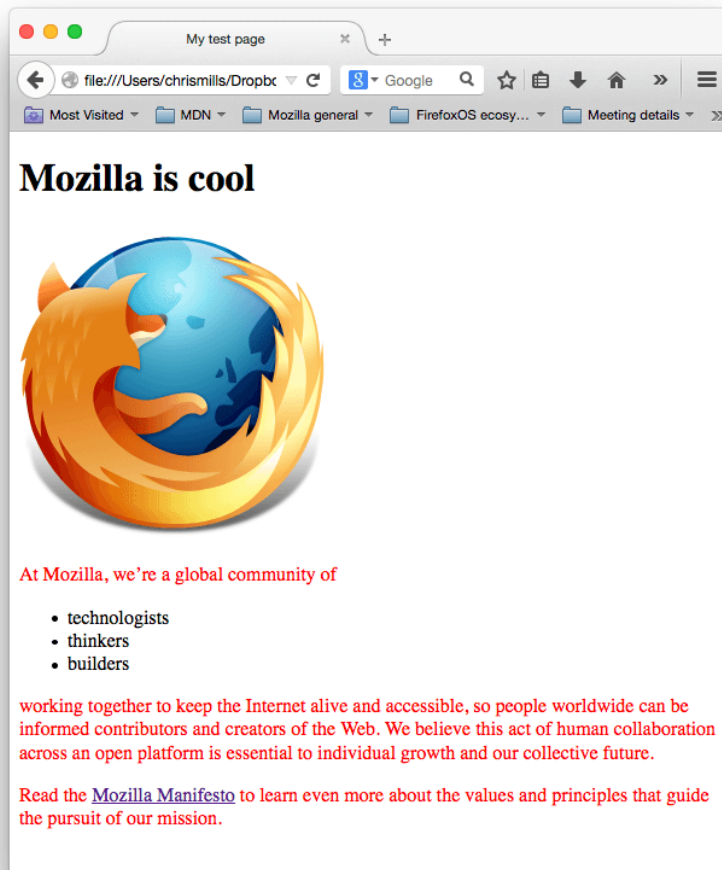 My test page
file:///Users/chrismills/Dropbo
Google
Most Visited
MDN
Mozilla general
FirefoxOS ecosy…
Meeting details
Mozilla is cool
At Mozilla, we’re a global community of
technologists
thinkers
builders
working together to keep the Internet alive and accessible, so people worldwide can be
informed contributors and creators of the Web. We believe this act of human collaboration
across an open platform is essential to individual growth and our collective future.
Read the Mozilla Manifesto to learn even more about the values and principles that guide
the pursuit of our mission.